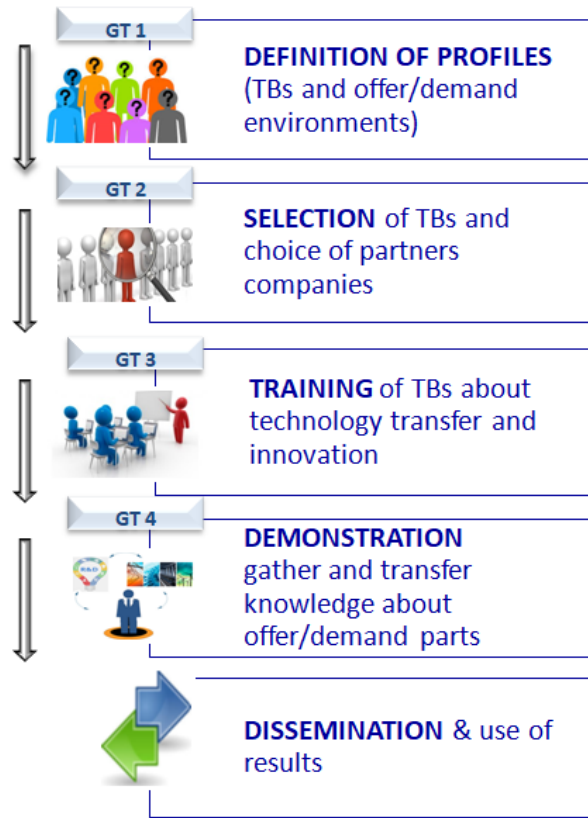 GT 1
DEFINITION OF PROFILES
(TBs and offer/demand
environments)
GT 2
SELECTION of TBs and
choice of partners
companies
GT 3
TRAINING of TBs about
technology transfer and
innovation
GT 4
DEMONSTRATION
gather and transfer
knowledge about
offer/demand parts
R&D
DISSEMINATION & use of
results